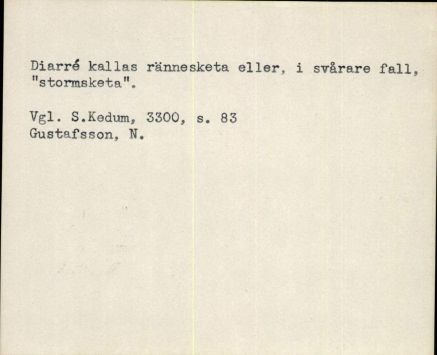 Diarré kallas rännesketa eller, i svårare fall,
"stormsketa".
Vgl. S.Kedum, 3300, s. 83
Gustafsson, N.